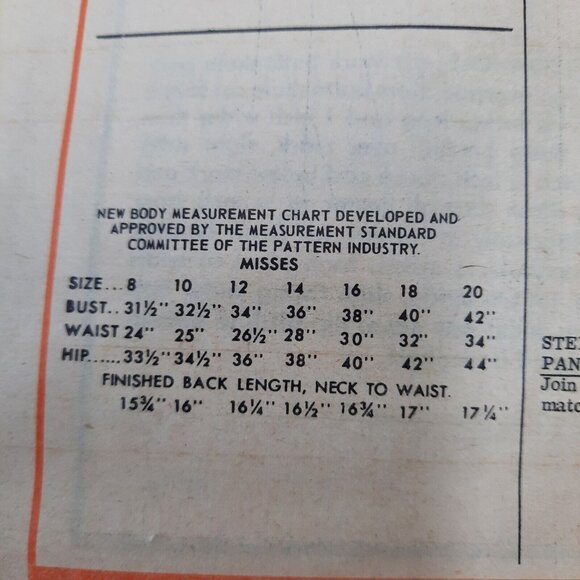 NEW BODY MEASUREMENT CHART DEVELOPED AND
APPROVED BY THE MEASUREMENT STANDARD
COMMITTEE OF THE PATTERN INDUSTRY.
MISSES
SIZE...8 10 12 14 16 18 20
BUST..31½" 32½" 34" 36" 38" 40" 42"
WAIST 24" 25" 26½" 28" 30" 32" 34"
HIP......33½" 34½" 36" 38" 40" 42" 44"
FINISHED BACK LENGTH, NECK TO WAIST.
15¾" 16" 16¼" 16½" 16¾" 17" 17¼"
PAN
Join